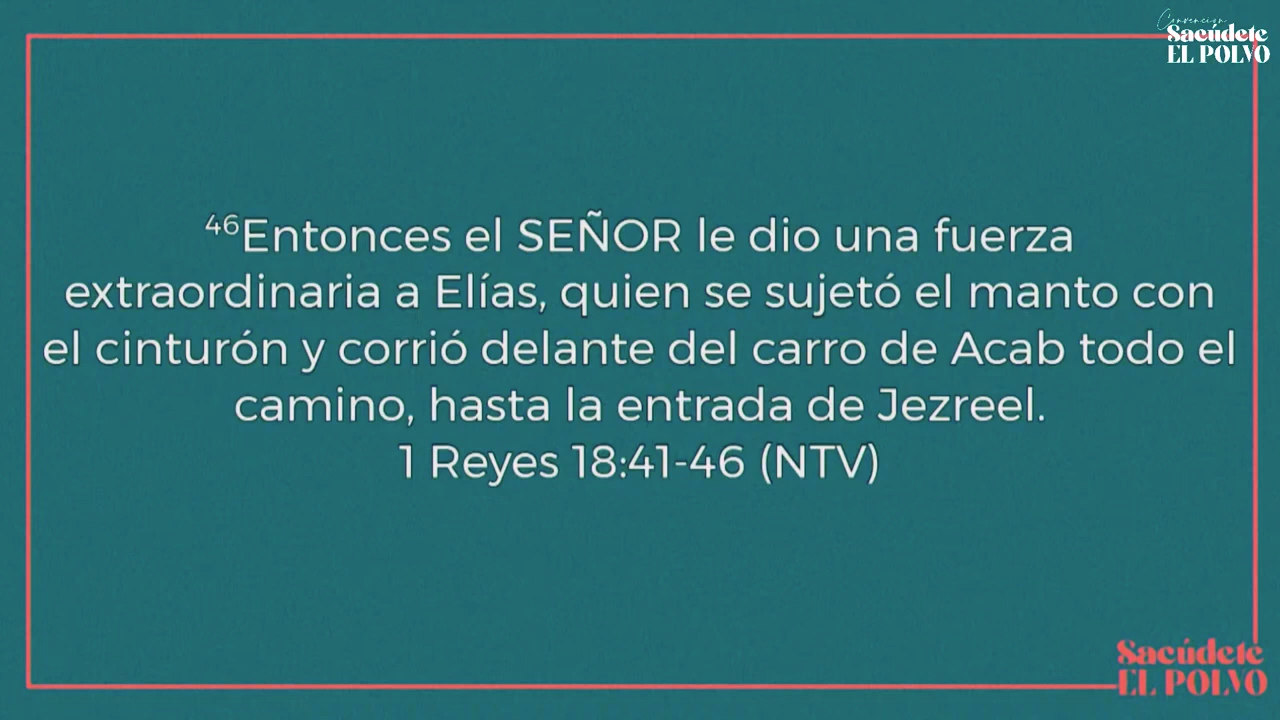 Convención
Sacúdete
EL POLVO
⁴⁶Entonces el SEÑOR le dio una fuerza
extraordinaria a Elías, quien se sujetó el manto con
el cinturón y corrió delante del carro de Acab todo el
camino, hasta la entrada de Jezreel.
1 Reyes 18:41-46 (NTV)
Sacúdete
EL POLVO